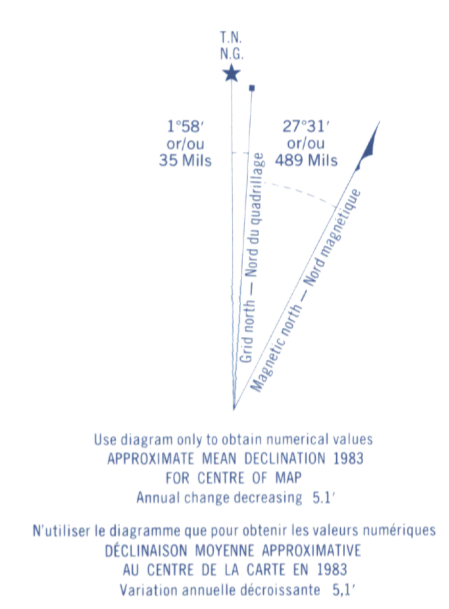 T.N.
N.G.
1°58'
or/ou
35 Mils
27°31'
or/ou
489 Mils
Grid north — Nord du quadrillage
Magnetic north — Nord magnétique
Use diagram only to obtain numerical values
APPROXIMATE MEAN DECLINATION 1983
FOR CENTRE OF MAP
Annual change decreasing 5.1'
N'utiliser le diagramme que pour obtenir les valeurs numériques
DÉCLINAISON MOYENNE APPROXIMATIVE
AU CENTRE DE LA CARTE EN 1983
Variation annuelle décroissante 5,1'